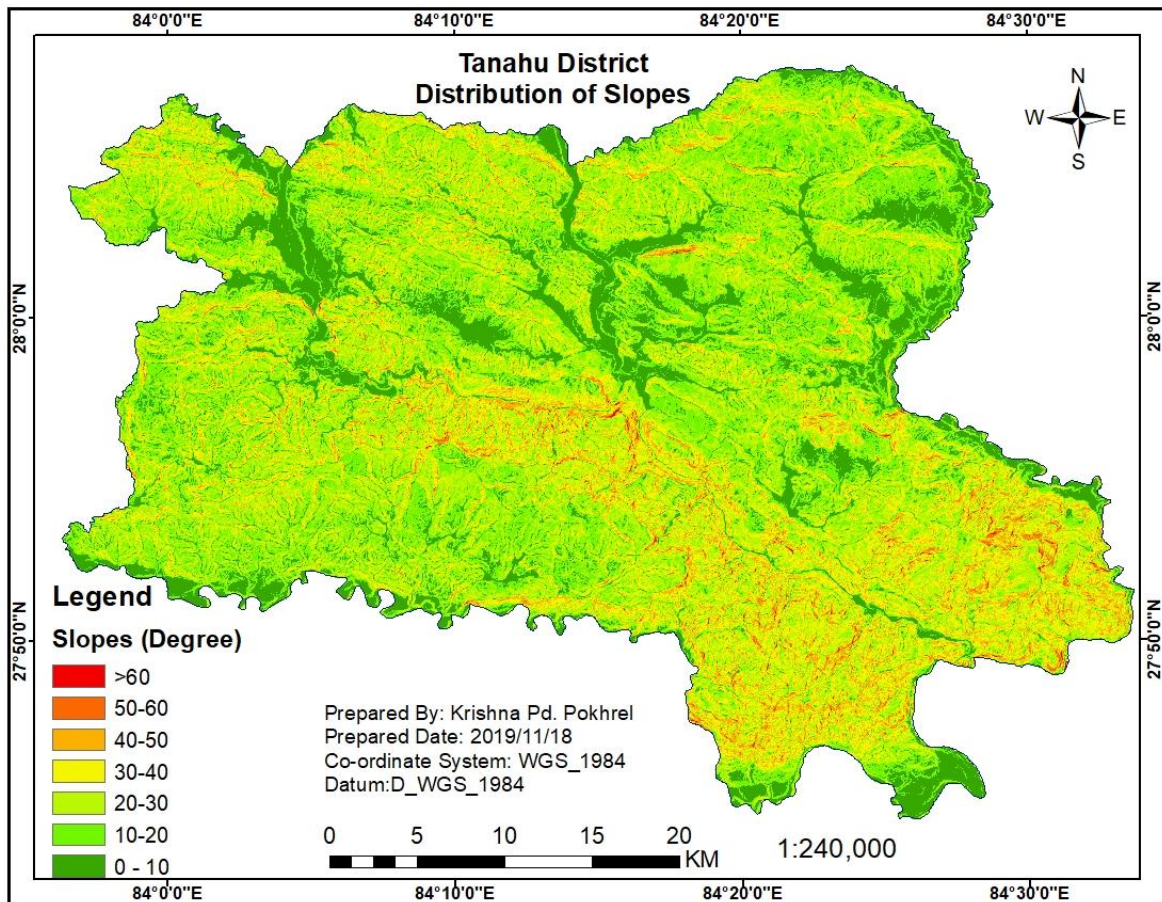 84°0'0"E 84°10'0"E 84°20'0"E 84°30'0"E
Tanahu District
Distribution of Slopes
N
W E
S
28°0'0"N 28°0'0"N
27°50'0"N 27°50'0"N
Legend
Slopes (Degree)
>60
50-60
40-50
30-40
20-30
10-20
0 - 10
Prepared By: Krishna Pd. Pokhrel
Prepared Date: 2019/11/18
Co-ordinate System: WGS_1984
Datum:D_WGS_1984
0 5 10 15 20
KM
1:240,000
84°0'0"E 84°10'0"E 84°20'0"E 84°30'0"E